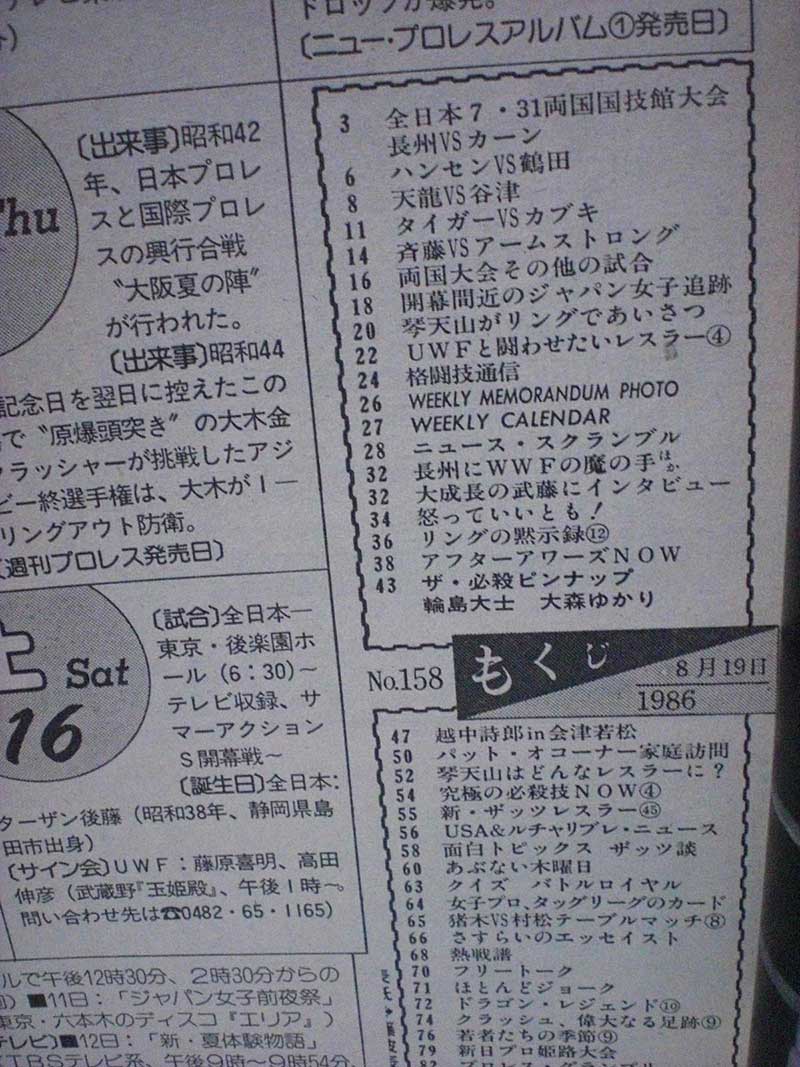 ドロップが爆発。
(ニュー・プロレスアルバム①発売日)
Thu
〔出来事〕昭和42
年、日本プロレ
スと国際プロレ
スの興行合戦
〝大阪夏の陣〟
が行われた。
〔出来事〕昭和44
記念日を翌日に控えたこの
で〝原爆頭突き〟の大木金
ラッシャーが挑戦したアジ
ビー終選手権は、大木がI―
リングアウト防衛。
(週刊プロレス発売日)
Sat
16
〔試合〕全日本―
東京・後楽園ホ
ール(6:30)~
テレビ収録、サ
マーアクション
S開幕戦~
〔誕生日〕全日本:
ターザン後藤(昭和38年、静岡県島
田市出身)
〔サイン会〕UWF:藤原喜明、高田
伸彦(武蔵野『玉姫殿』、午後1時~。
問い合わせ先は☎0482・65・1165)
ルで午後12時30分、2時30分からの
■11日:「ジャパン女子前夜祭」
東京・六本木のディスコ『エリア』)
テレビ)■12日:「新・夏体験物語」
(TBSテレビ系、午後9時~9時54分、
3 全日本7・31両国国技館大会
長州VSカーン
6 ハンセンVS鶴田
8 天龍VS谷津
11 タイガーVSカブキ
14 斉藤VSアームストロング
16 両国大会その他の試合
18 開幕間近のジャパン女子追跡
20 琴天山がリングであいさつ
22 UWFと闘わせたいレスラー④
24 格闘技通信
26 WEEKLY MEMORANDUM PHOTO
27 WEEKLY CALENDAR
28 ニュース・スクランブル
32 長州にWWFの魔の手ほか
32 大成長の武藤にインタビュー
34 怒っていいとも!
36 リングの黙示録⑫
38 アフターアワーズNOW
43 ザ・必殺ピンナップ
輪島大士 大森ゆかり
No.158 もくじ 8月19日
1986
47 越中詩郎in会津若松
50 パット・オコーナー家庭訪問
52 琴天山はどんなレスラーに?
54 究極の必殺技NOW④
55 新・ザッツレスラー㊺
56 USA&ルチャリブレ・ニュース
58 面白トピックス ザッツ談
60 あぶない木曜日
63 クイズ バトルロイヤル
64 女子プロ、タッグリーグのカード
65 猪木VS村松テーブルマッチ⑧
66 さすらいのエッセイスト
68 熱戦譜
70 フリートーク
71 ほとんどジョーク
72 ドラゴン・レジェンド⑩
74 クラッシュ、偉大なる足跡⑨
76 若者たちの季節⑨
79 新日プロ姫路大会